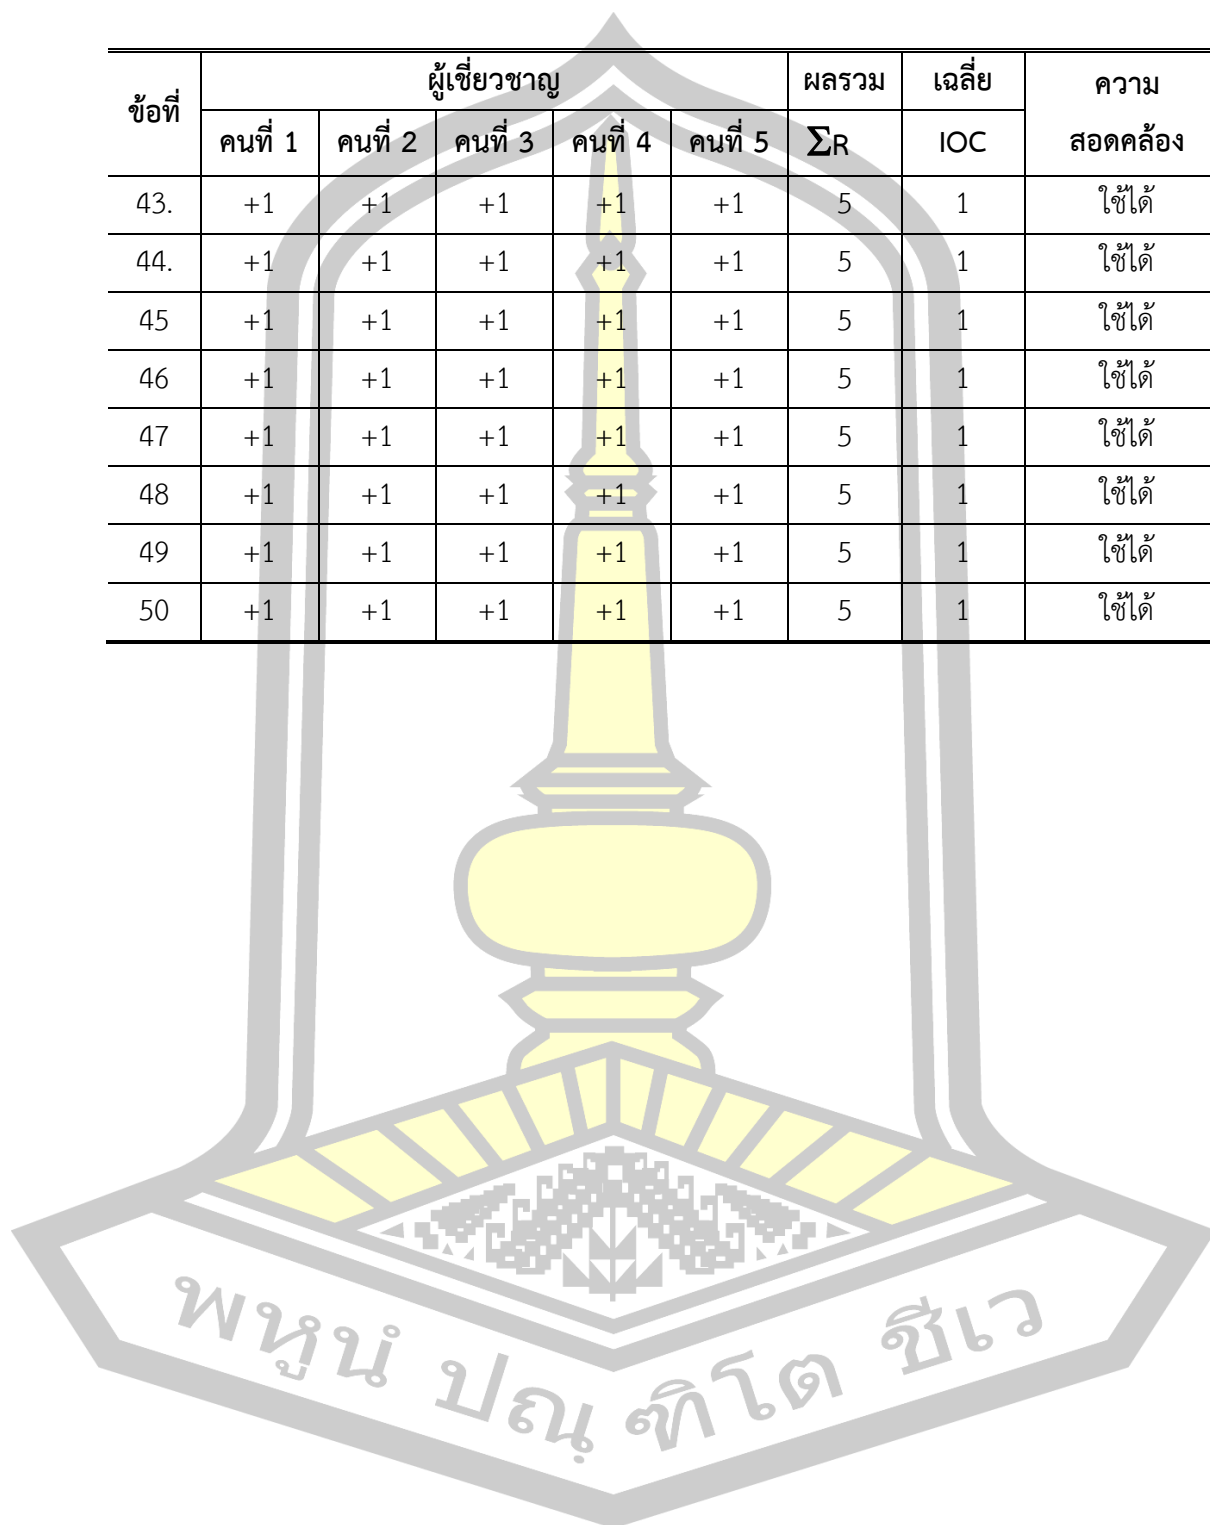 ข้อที่ ผู้เชี่ยวชาญ ผลรวม เฉลี่ย ความ
คนที่ 1 คนที่ 2 คนที่ 3 คนที่ 4 คนที่ 5 ΣR IOC สอดคล้อง
43. +1 +1 +1 +1 +1 5 1 ใช้ได้
44. +1 +1 +1 +1 +1 5 1 ใช้ได้
45 +1 +1 +1 +1 +1 5 1 ใช้ได้
46 +1 +1 +1 +1 +1 5 1 ใช้ได้
47 +1 +1 +1 +1 +1 5 1 ใช้ได้
48 +1 +1 +1 +1 +1 5 1 ใช้ได้
49 +1 +1 +1 +1 +1 5 1 ใช้ได้
50 +1 +1 +1 +1 +1 5 1 ใช้ได้
พหูนํ ปณฺ ฑิโต ชีเว